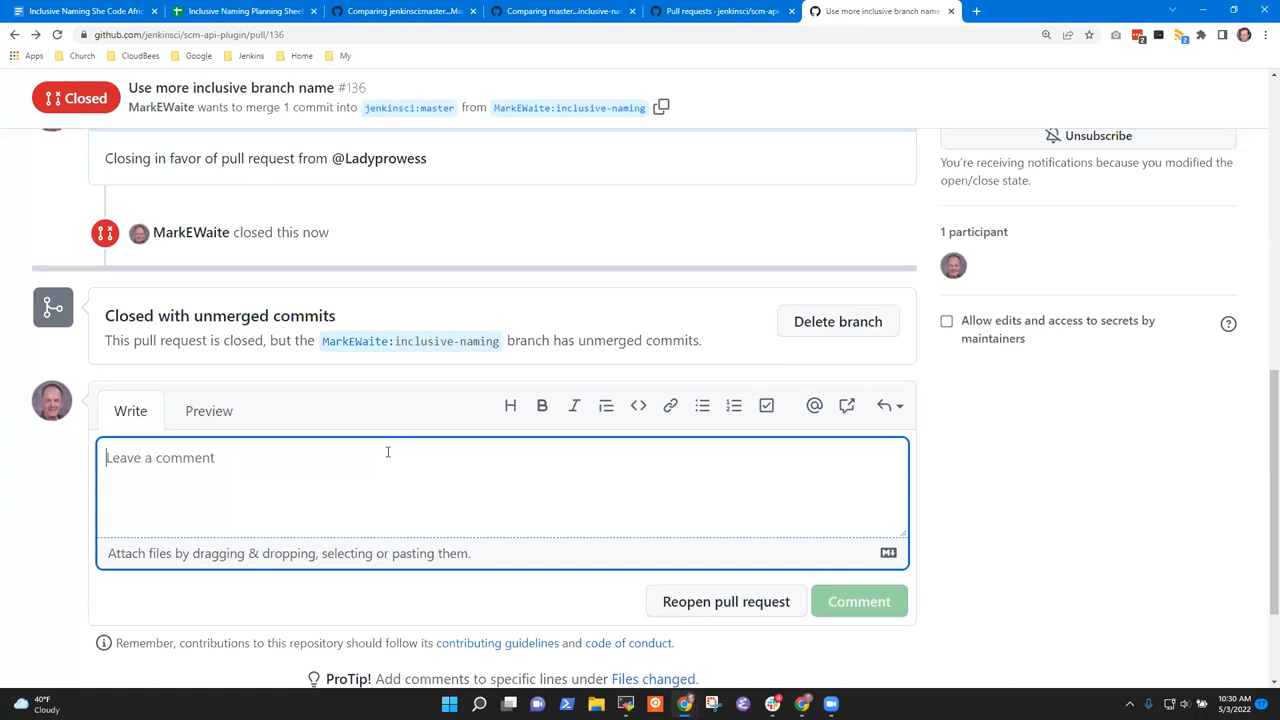 Inclusive Naming She Code Afric
Inclusive Naming Planning Sheet
Comparing jenkinsci:master...Ma
Comparing master...inclusive-na
Pull requests · jenkinsci/scm-api
Use more inclusive branch name
github.com/jenkinsci/scm-api-plugin/pull/136
Apps
Church
CloudBees
Google
Jenkins
Home
My
Closed
Use more inclusive branch name #136
MarkEWaite wants to merge 1 commit into jenkinsci:master from MarkEWaite:inclusive-naming
Closing in favor of pull request from @Ladyprowess
MarkEWaite closed this now
Closed with unmerged commits
This pull request is closed, but the MarkEWaite:inclusive-naming branch has unmerged commits.
Delete branch
Write
Preview
Leave a comment
Attach files by dragging & dropping, selecting or pasting them.
Reopen pull request
Comment
Remember, contributions to this repository should follow its contributing guidelines and code of conduct.
ProTip! Add comments to specific lines under Files changed.
Unsubscribe
You're receiving notifications because you modified the
open/close state.
1 participant
Allow edits and access to secrets by
maintainers
40°F
Cloudy
10:30 AM
5/3/2022
17